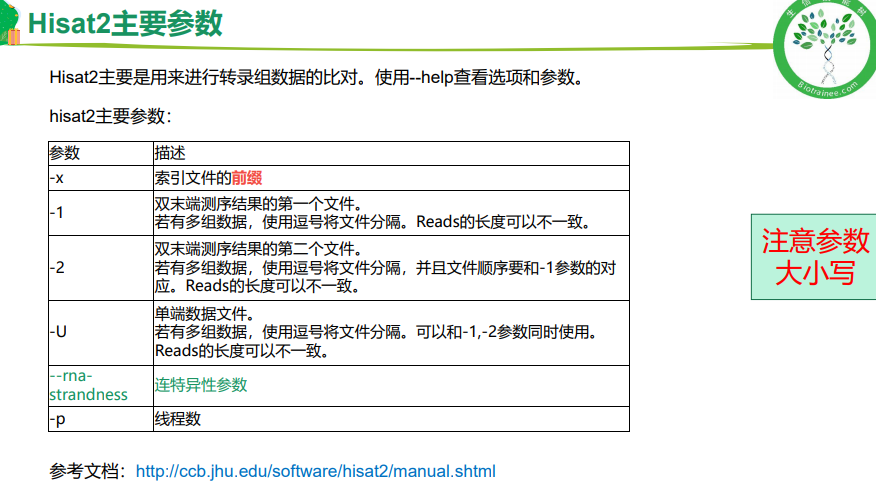 Hisat2主要参数
生信技能树
Biotrainee.com
Hisat2主要是用来进行转录组数据的比对。使用--help查看选项和参数。
hisat2主要参数：
参数 描述
-x 索引文件的前缀
-1 双末端测序结果的第一个文件。
若有多组数据，使用逗号将文件分隔。Reads的长度可以不一致。
-2 双末端测序结果的第二个文件。
若有多组数据，使用逗号将文件分隔，并且文件顺序要和-1参数的对
应。Reads的长度可以不一致。
-U 单端数据文件。
若有多组数据，使用逗号将文件分隔。可以和-1,-2参数同时使用。
Reads的长度可以不一致。
--rna-
strandness 连特异性参数
-p 线程数
注意参数
大小写
参考文档：http://ccb.jhu.edu/software/hisat2/manual.shtml